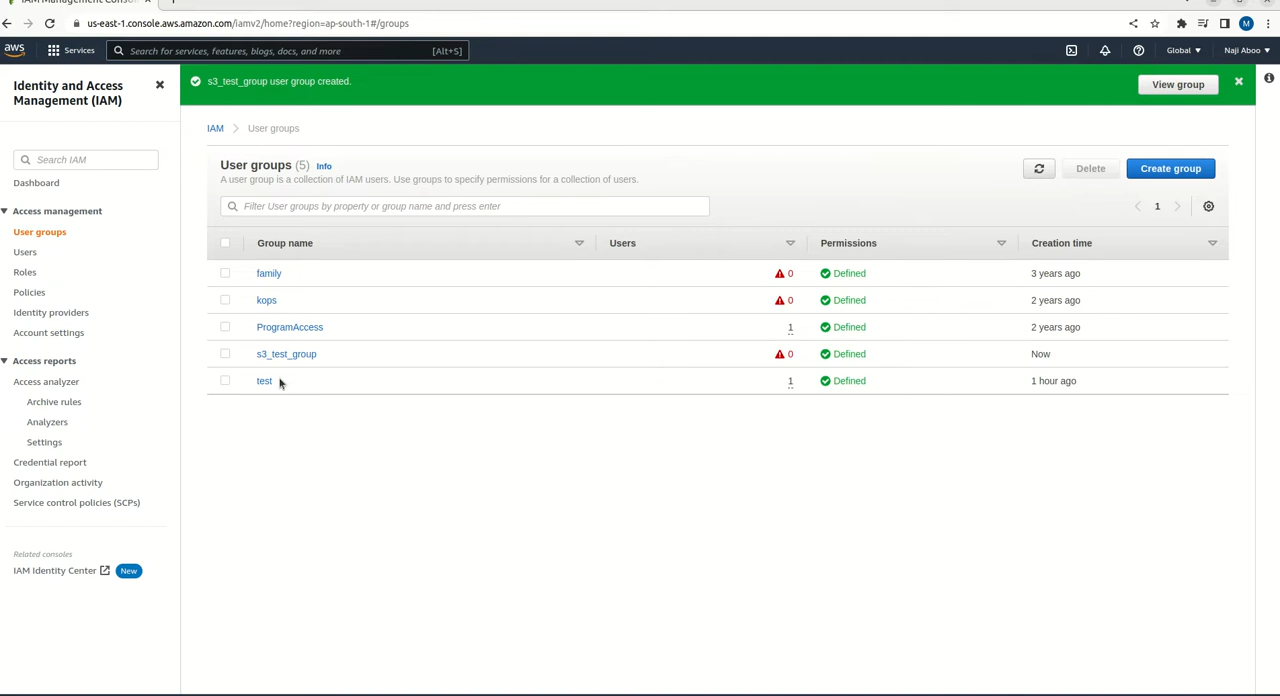 IAM Management Consol
us-east-1.console.aws.amazon.com/iamv2/home?region=ap-south-1#/groups
M
aws
Services
Search for services, features, blogs, docs, and more
[Alt+S]
Global
Naji Aboo
Identity and Access
Management (IAM)
Search IAM
Dashboard
Access management
User groups
Users
Roles
Policies
Identity providers
Account settings
Access reports
Access analyzer
Archive rules
Analyzers
Settings
Credential report
Organization activity
Service control policies (SCPs)
Related consoles
IAM Identity Center
New
s3_test_group user group created.
View group
IAM
User groups
User groups (5) Info
A user group is a collection of IAM users. Use groups to specify permissions for a collection of users.
Delete
Create group
Filter User groups by property or group name and press enter
1
Group name Users Permissions Creation time
family 0 Defined 3 years ago
kops 0 Defined 2 years ago
ProgramAccess 1 Defined 2 years ago
s3_test_group 0 Defined Now
test 1 Defined 1 hour ago